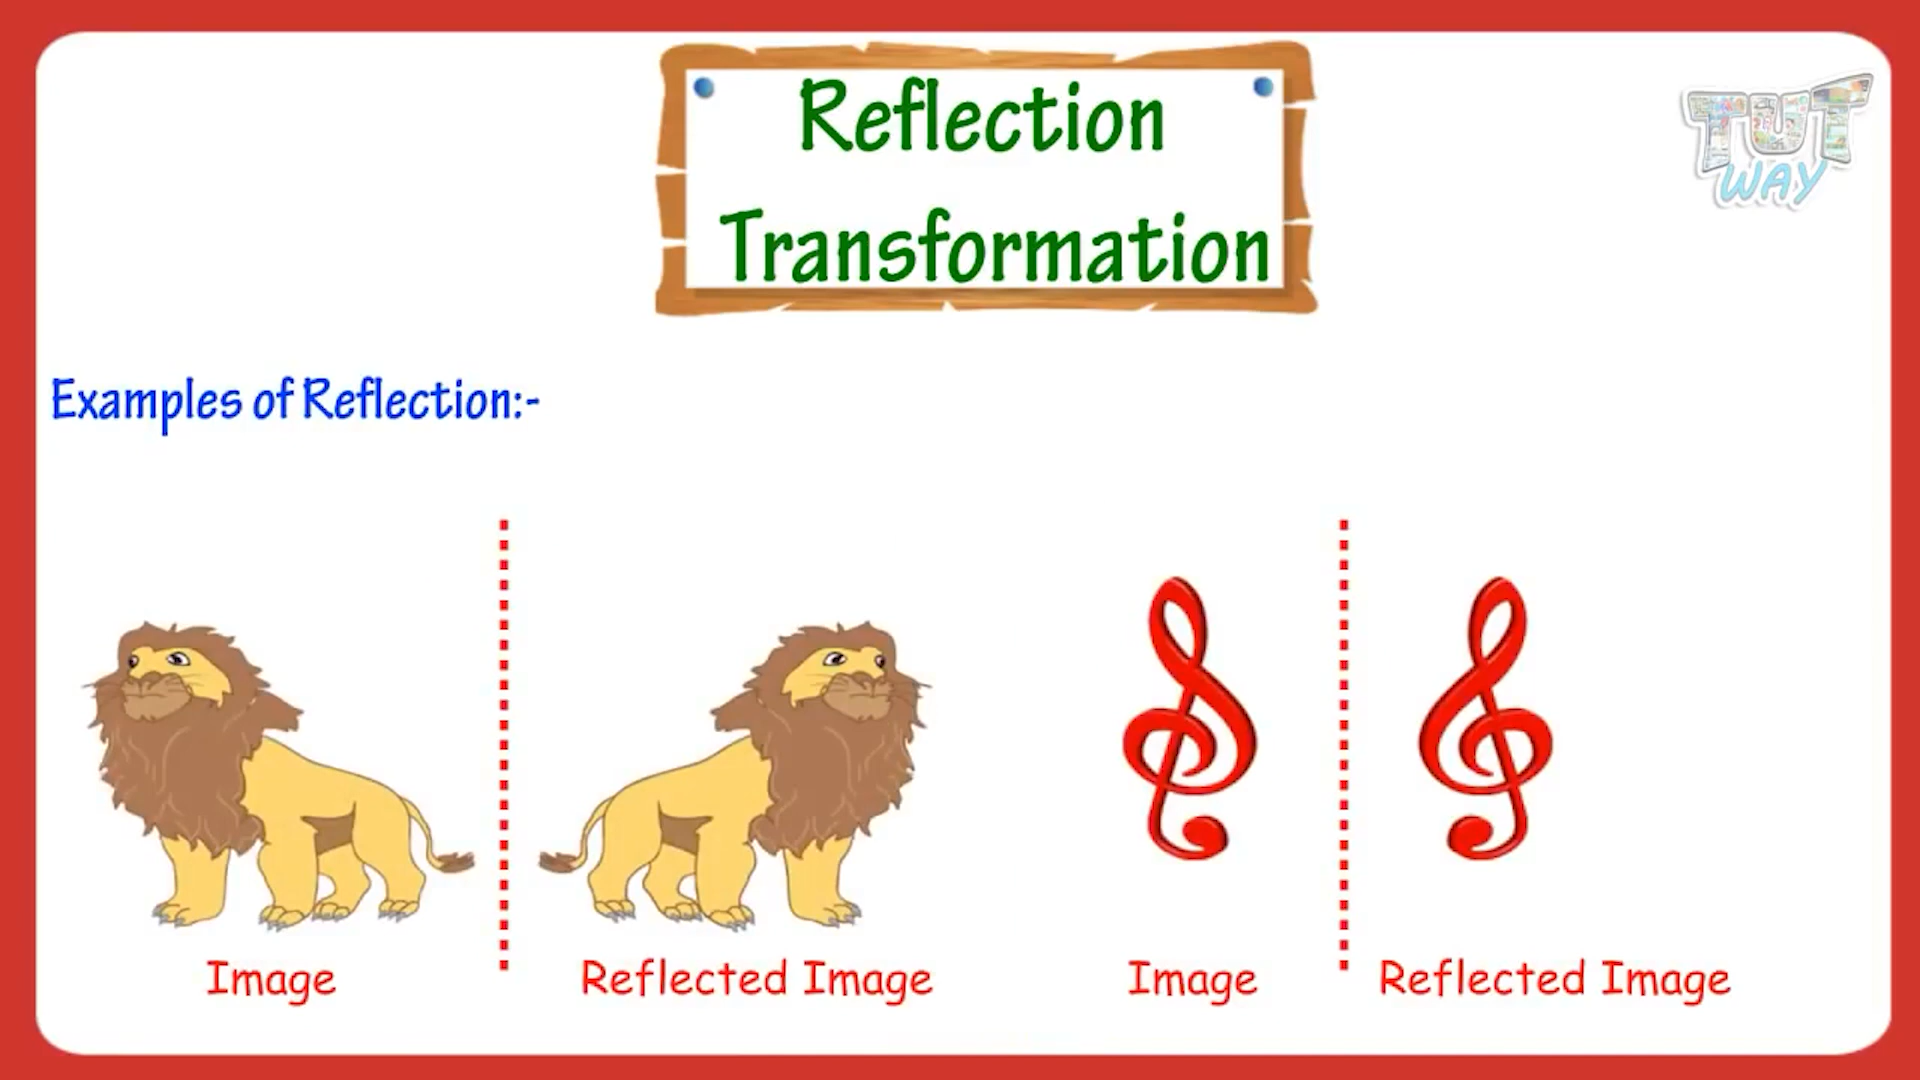 Reflection
Transformation
TUT
WAY
Examples of Reflection:-
Image
Reflected Image
Image
Reflected Image